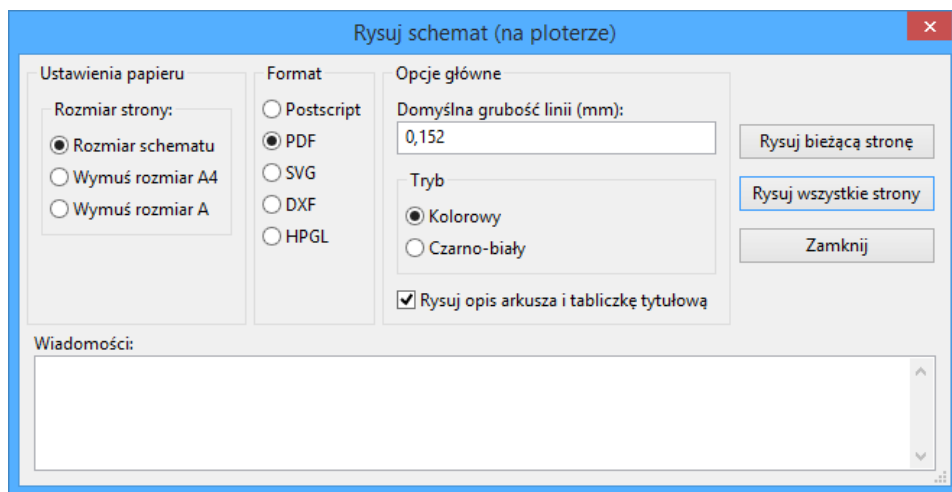 Rysuj schemat (na ploterze)
Ustawienia papieru
Rozmiar strony:
Rozmiar schematu
Wymuś rozmiar A4
Wymuś rozmiar A
Format
Postscript
PDF
SVG
DXF
HPGL
Opcje główne
Domyślna grubość linii (mm):
0,152
Tryb
Kolorowy
Czarno-biały
Rysuj opis arkusza i tabliczkę tytułową
Rysuj bieżącą stronę
Rysuj wszystkie strony
Zamknij
Wiadomości: